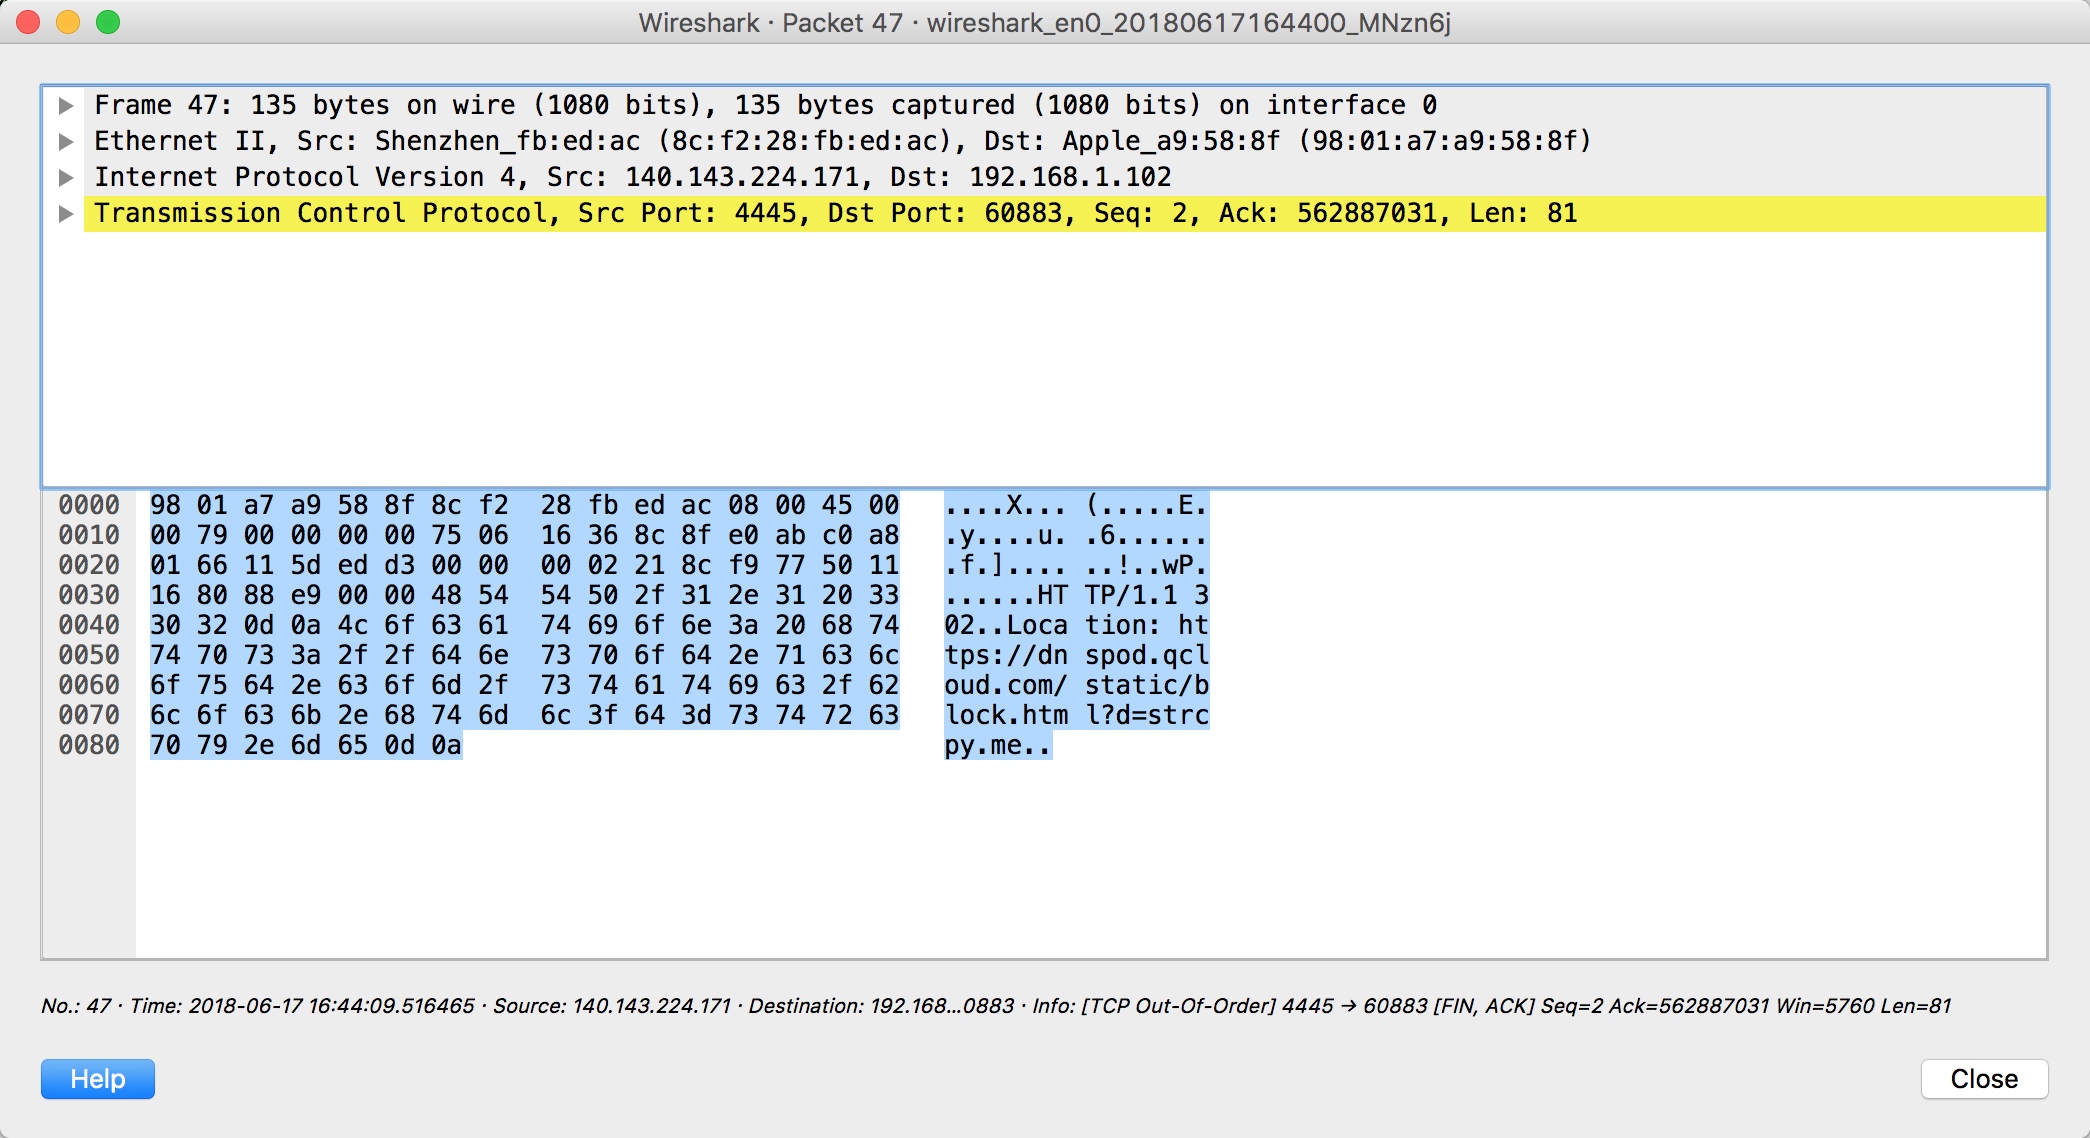 Wireshark · Packet 47 · wireshark_en0_20180617164400_MNzn6j
Frame 47: 135 bytes on wire (1080 bits), 135 bytes captured (1080 bits) on interface 0
Ethernet II, Src: Shenzhen_fb:ed:ac (8c:f2:28:fb:ed:ac), Dst: Apple_a9:58:8f (98:01:a7:a9:58:8f)
Internet Protocol Version 4, Src: 140.143.224.171, Dst: 192.168.1.102
Transmission Control Protocol, Src Port: 4445, Dst Port: 60883, Seq: 2, Ack: 562887031, Len: 81
0000 98 01 a7 a9 58 8f 8c f2 28 fb ed ac 08 00 45 00 ....X... (.....E.
0010 00 79 00 00 00 00 75 06 16 36 8c 8f e0 ab c0 a8 .y....u. .6......
0020 01 66 11 5d ed d3 00 00 00 02 21 8c f9 77 50 11 .f.].... ..!..wP.
0030 16 80 88 e9 00 00 48 54 54 50 2f 31 2e 31 20 33 ......HT TP/1.1 3
0040 30 32 0d 0a 4c 6f 63 61 74 69 6f 6e 3a 20 68 74 02..Loca tion: ht
0050 74 70 73 3a 2f 2f 64 6e 73 70 6f 64 2e 71 63 6c tps://dn spod.qcl
0060 6f 75 64 2e 63 6f 6d 2f 73 74 61 74 69 63 2f 62 oud.com/ static/b
0070 6c 6f 63 6b 2e 68 74 6d 6c 3f 64 3d 73 74 72 63 lock.htm l?d=strc
0080 70 79 2e 6d 65 0d 0a py.me..
No.: 47 · Time: 2018-06-17 16:44:09.516465 · Source: 140.143.224.171 · Destination: 192.168...0883 · Info: [TCP Out-Of-Order] 4445 → 60883 [FIN, ACK] Seq=2 Ack=562887031 Win=5760 Len=81
Help
Close